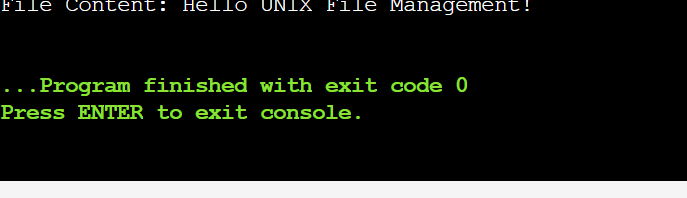 File Content: Hello UNIX File Management!
...Program finished with exit code 0
Press ENTER to exit console.